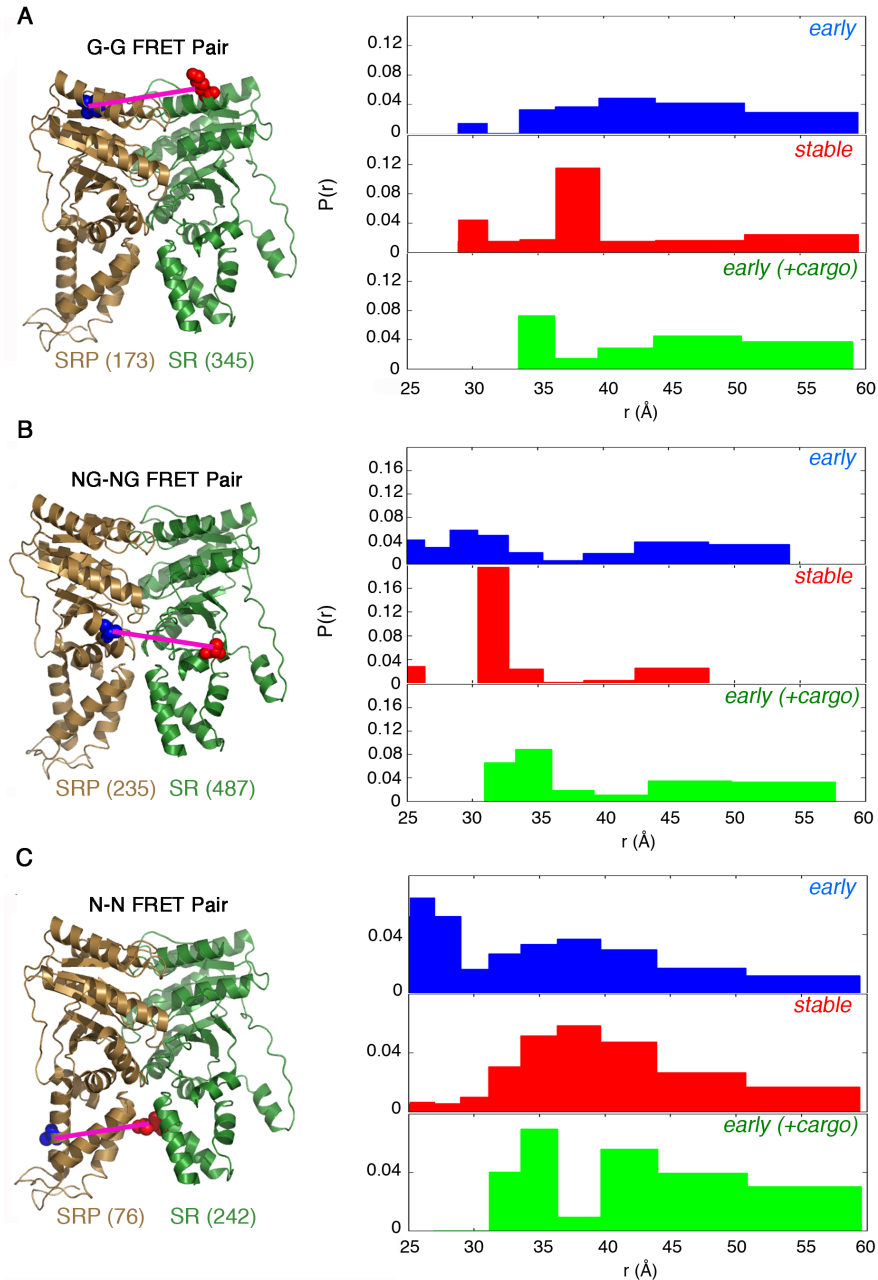 A
G-G FRET Pair
SRP (173) SR (345)
P(r)
early
0.12
0.08
0.04
0
stable
0.12
0.08
0.04
0
early (+cargo)
0.12
0.08
0.04
0
25 30 35 40 45 50 55 60
r (Å)
B
NG-NG FRET Pair
SRP (235) SR (487)
P(r)
early
0.16
0.12
0.08
0.04
0
stable
0.16
0.12
0.08
0.04
0
early (+cargo)
0.16
0.12
0.08
0.04
0
25 30 35 40 45 50 55 60
r (Å)
C
N-N FRET Pair
SRP (76) SR (242)
early
0.04
0
stable
0.04
0
early (+cargo)
0.04
0
25 30 35 40 45 50 55 60
r (Å)